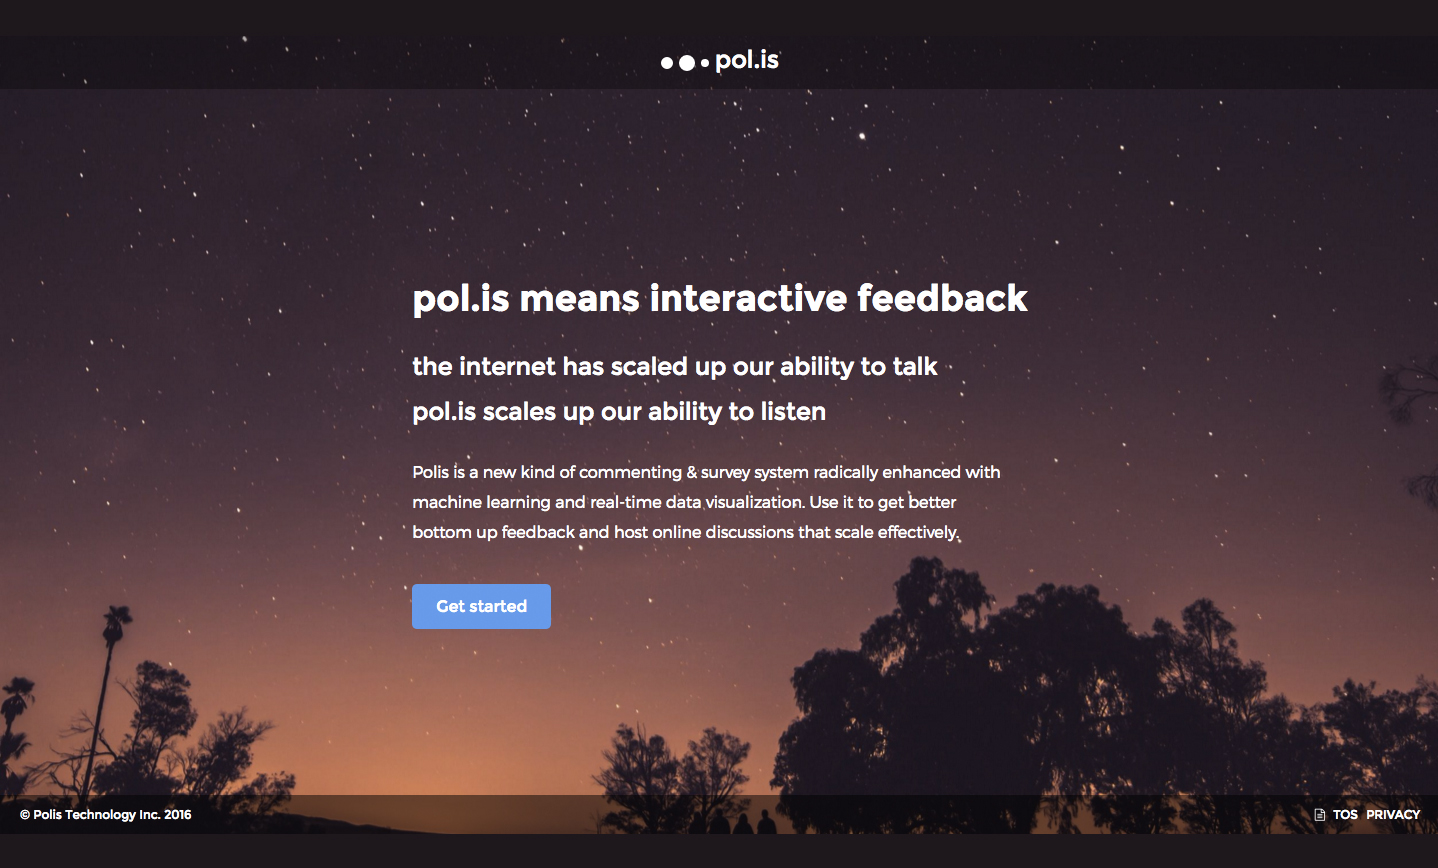 pol.is
pol.is means interactive feedback
the internet has scaled up our ability to talk
pol.is scales up our ability to listen
Polis is a new kind of commenting & survey system radically enhanced with
machine learning and real-time data visualization. Use it to get better
bottom up feedback and host online discussions that scale effectively.
Get started
© Polis Technology Inc. 2016
TOS PRIVACY